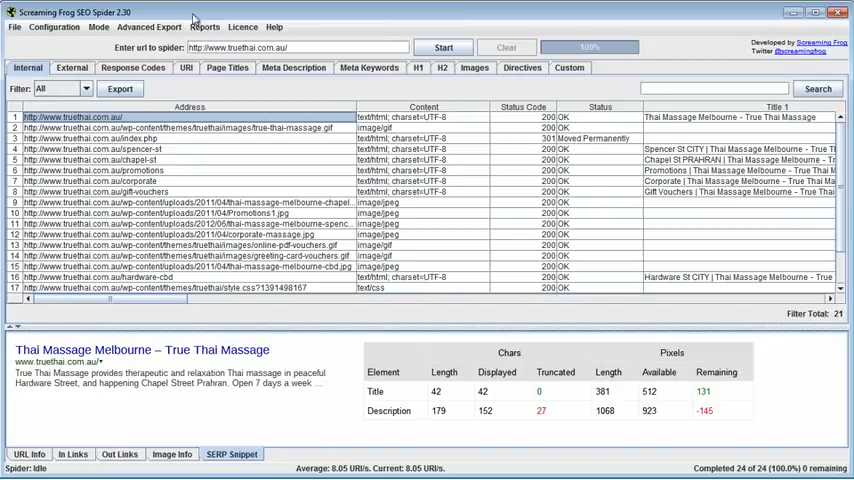 Screaming Frog SEO Spider 2.30
File Configuration Mode Advanced Export Reports Licence Help
Enter url to spider: http://www.truethai.com.au/ Start Clear 100% Developed by Screaming Frog
Twitter @screamingfrog
Internal External Response Codes URI Page Titles Meta Description Meta Keywords H1 H2 Images Directives Custom
Filter: All Export Search
Address Content Status Code Status Title 1
1 http://www.truethai.com.au/ text/html; charset=UTF-8 200 OK Thai Massage Melbourne – True Thai Massage
2 http://www.truethai.com.au/wp-content/themes/truethai/images/true-thai-massage.gif image/gif 200 OK
3 http://www.truethai.com.au/index.php text/html; charset=UTF-8 301 Moved Permanently
4 http://www.truethai.com.au/spencer-st text/html; charset=UTF-8 200 OK Spencer St CITY | Thai Massage Melbourne - True Th
5 http://www.truethai.com.au/chapel-st text/html; charset=UTF-8 200 OK Chapel St PRAHRAN | Thai Massage Melbourne - True
6 http://www.truethai.com.au/promotions text/html; charset=UTF-8 200 OK Promotions | Thai Massage Melbourne - True Thai Ma
7 http://www.truethai.com.au/corporate text/html; charset=UTF-8 200 OK Corporate | Thai Massage Melbourne - True Thai Ma
8 http://www.truethai.com.au/gift-vouchers text/html; charset=UTF-8 200 OK Gift Vouchers | Thai Massage Melbourne - True Thai
9 http://www.truethai.com.au/wp-content/uploads/2011/04/thai-massage-melbourne-chapel... image/jpeg 200 OK
10 http://www.truethai.com.au/wp-content/uploads/2011/04/Promotions1.jpg image/jpeg 200 OK
11 http://www.truethai.com.au/wp-content/uploads/2012/06/thai-massage-melbourne-spenc... image/jpeg 200 OK
12 http://www.truethai.com.au/wp-content/uploads/2011/04/corporate-massage.jpg image/jpeg 200 OK
13 http://www.truethai.com.au/wp-content/themes/truethai/images/online-pdf-vouchers.gif image/gif 200 OK
14 http://www.truethai.com.au/wp-content/themes/truethai/images/greeting-card-vouchers.gif image/gif 200 OK
15 http://www.truethai.com.au/wp-content/uploads/2011/04/thai-massage-melbourne-cbd.jpg image/jpeg 200 OK
16 http://www.truethai.com.au/hardware-cbd text/html; charset=UTF-8 200 OK Hardware St CITY | Thai Massage Melbourne - True
17 http://www.truethai.com.au/wp-content/themes/truethai/style.css?1391498167 text/css 200 OK
Filter Total: 21
Thai Massage Melbourne – True Thai Massage
www.truethai.com.au/
True Thai Massage provides therapeutic and relaxation Thai massage in peaceful
Hardware Street, and happening Chapel Street Prahran. Open 7 days a week ...
Chars Pixels
Element Length Displayed Truncated Length Available Remaining
Title 42 42 0 381 512 131
Description 179 152 27 1068 923 -145
URL Info In Links Out Links Image Info SERP Snippet
Spider: Idle Average: 8.05 URI/s. Current: 8.05 URI/s. Completed 24 of 24 (100.0%) 0 remaining